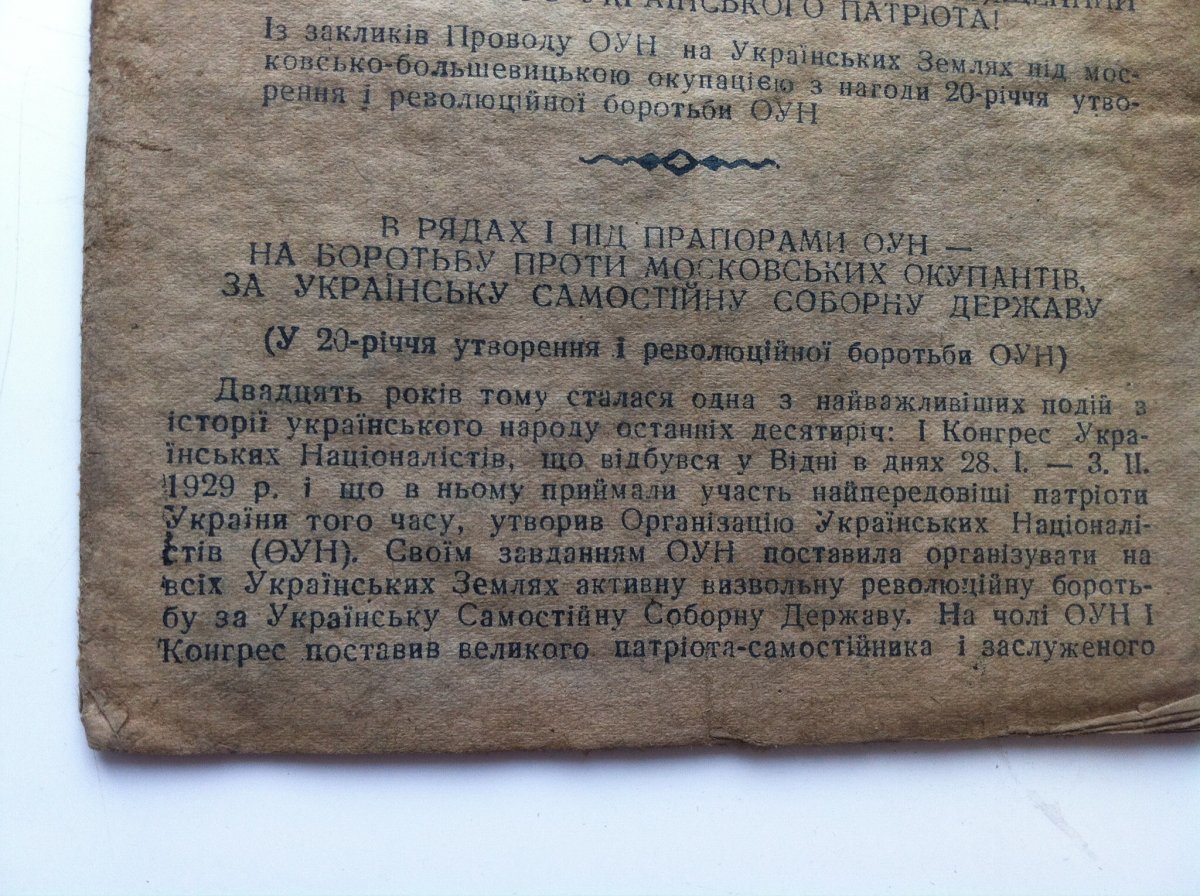 УКРАЇНСЬКОГО ПАТРІОТА!
Із закликів Проводу ОУН на Українських Землях під мос-
ковсько-большевицькою окупацією з нагоди 20-річчя утво-
рення і революційної боротьби ОУН
В РЯДАХ І ПІД ПРАПОРАМИ ОУН —
НА БОРОТЬБУ ПРОТИ МОСКОВСЬКИХ ОКУПАНТІВ,
ЗА УКРАЇНСЬКУ САМОСТІЙНУ СОБОРНУ ДЕРЖАВУ
(У 20-річчя утворення і революційної боротьби ОУН)
Двадцять років тому сталася одна з найважливіших подій з
історії українського народу останніх десятиріч: І Конгрес Укра-
їнських Націоналістів, що відбувся у Відні в днях 28. І. — 3. ІІ.
1929 р. і що в ньому приймали участь найпередовіші патріоти
України того часу, утворив Організацію Українських Націоналі-
стів (ОУН). Своїм завданням ОУН поставила організувати на
всіх Українських Землях активну визвольну революційну бороть-
бу за Українську Самостійну Соборну Державу. На чолі ОУН І
Конгрес поставив великого патріота-самостійника і заслуженого